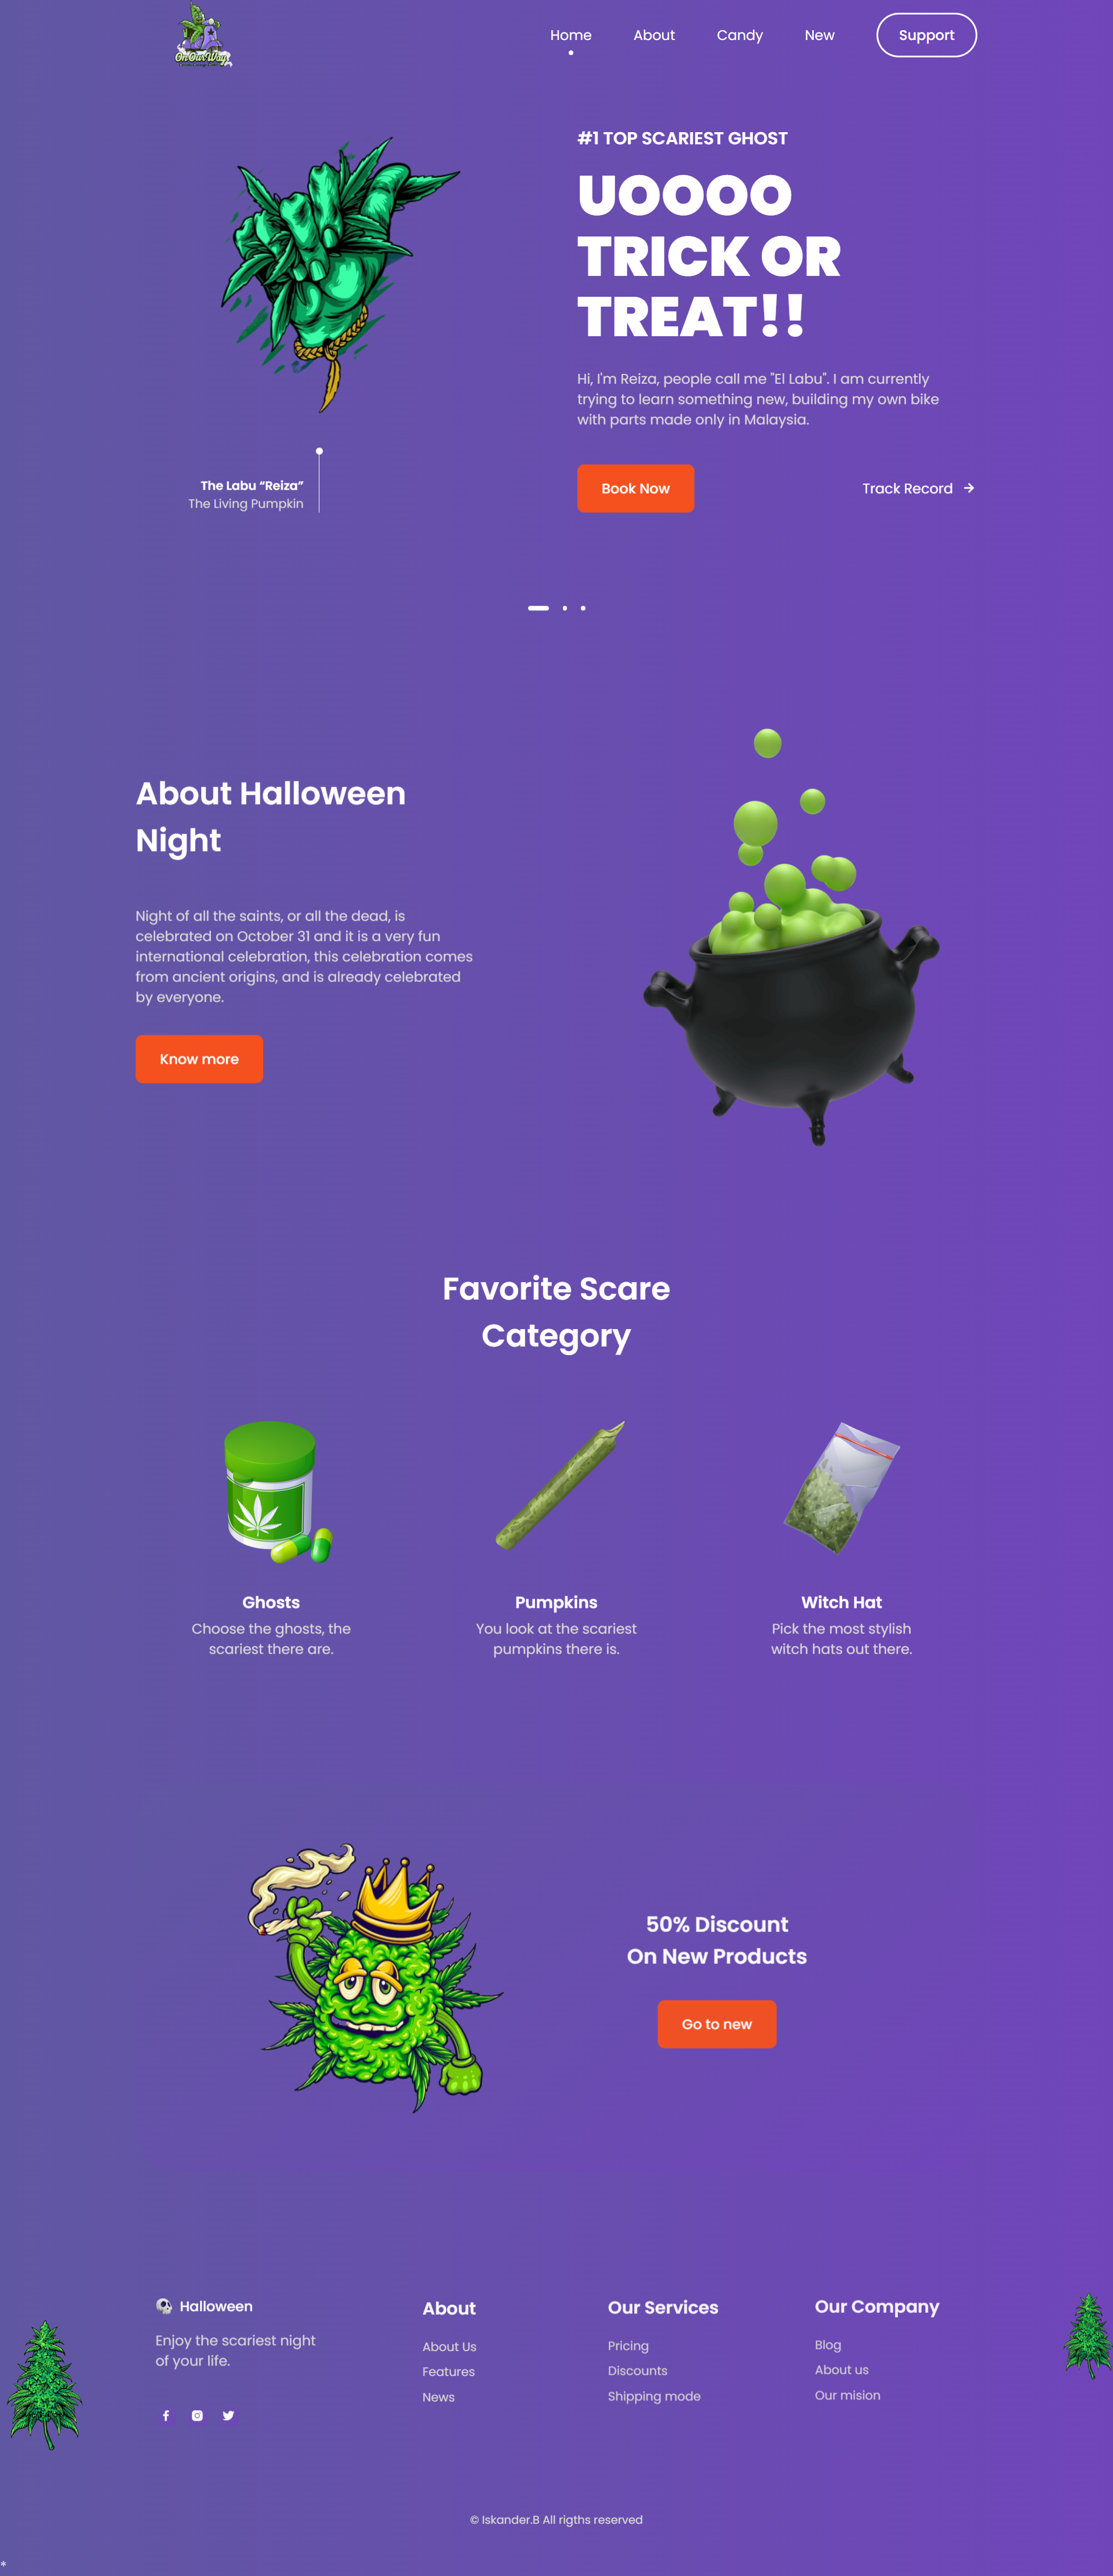 On Our Way
Home
About
Candy
New
Support
#1 TOP SCARIEST GHOST
UOOOO
TRICK OR
TREAT!!
Hi, I'm Reiza, people call me "El Labu". I am currently
trying to learn something new, building my own bike
with parts made only in Malaysia.
The Labu “Reiza”
The Living Pumpkin
Book Now
Track Record
About Halloween
Night
Night of all the saints, or all the dead, is
celebrated on October 31 and it is a very fun
international celebration, this celebration comes
from ancient origins, and is already celebrated
by everyone.
Know more
Favorite Scare
Category
Ghosts
Choose the ghosts, the
scariest there are.
Pumpkins
You look at the scariest
pumpkins there is.
Witch Hat
Pick the most stylish
witch hats out there.
50% Discount
On New Products
Go to new
Halloween
Enjoy the scariest night
of your life.
About
About Us
Features
News
Our Services
Pricing
Discounts
Shipping mode
Our Company
Blog
About us
Our mision
© Iskander.B All rigths reserved
*